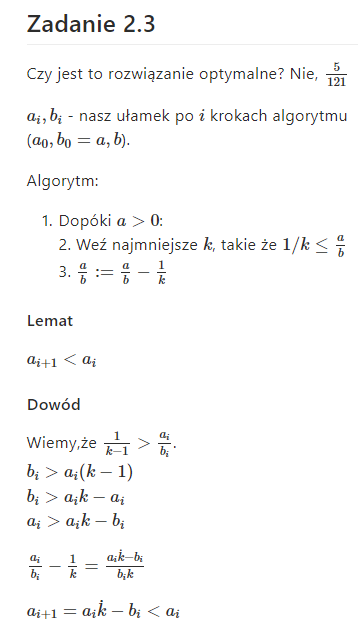 Zadanie 2.3
Czy jest to rozwiązanie optymalne? Nie, $\frac{5}{121}$
$a_i, b_i$ - nasz ułamek po $i$ krokach algorytmu
($a_0, b_0 = a, b$).
Algorytm:
1. Dopóki $a > 0$:
2. Weź najmniejsze $k$, takie że $1/k \leq \frac{a}{b}$
3. $\frac{a}{b} := \frac{a}{b} - \frac{1}{k}$
Lemat
$a_{i+1} < a_i$
Dowód
Wiemy,że $\frac{1}{k-1} > \frac{a_i}{b_i}$.
$b_i > a_i(k - 1)$
$b_i > a_i k - a_i$
$a_i > a_i k - b_i$
$\frac{a_i}{b_i} - \frac{1}{k} = \frac{a_i \dot{k} - b_i}{b_i k}$
$a_{i+1} = a_i \dot{k} - b_i < a_i$